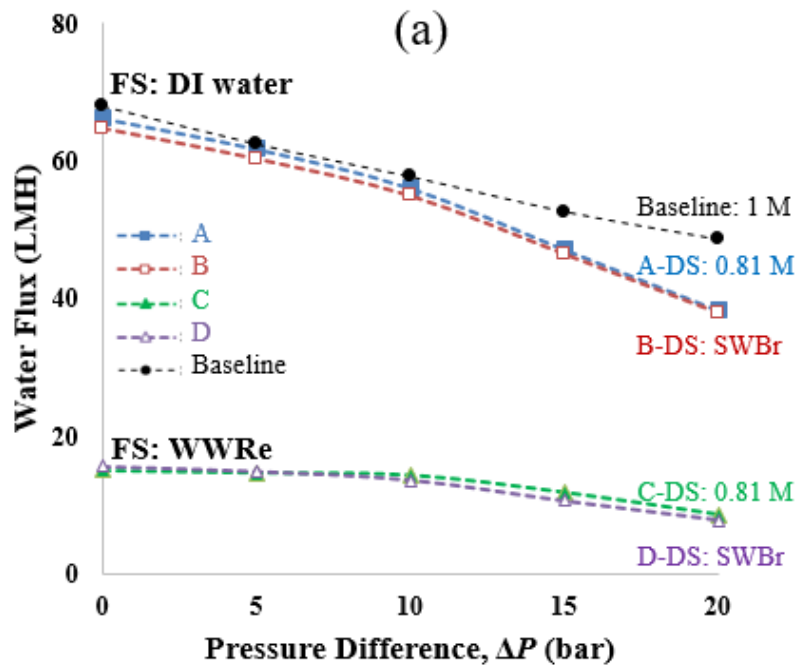 (a)
80
60
40
20
0
Water Flux (LMH)
FS: DI water
A
B
C
D
Baseline
FS: WWRe
Baseline: 1 M
A-DS: 0.81 M
B-DS: SWBr
C-DS: 0.81 M
D-DS: SWBr
0 5 10 15 20
Pressure Difference, ΔP (bar)